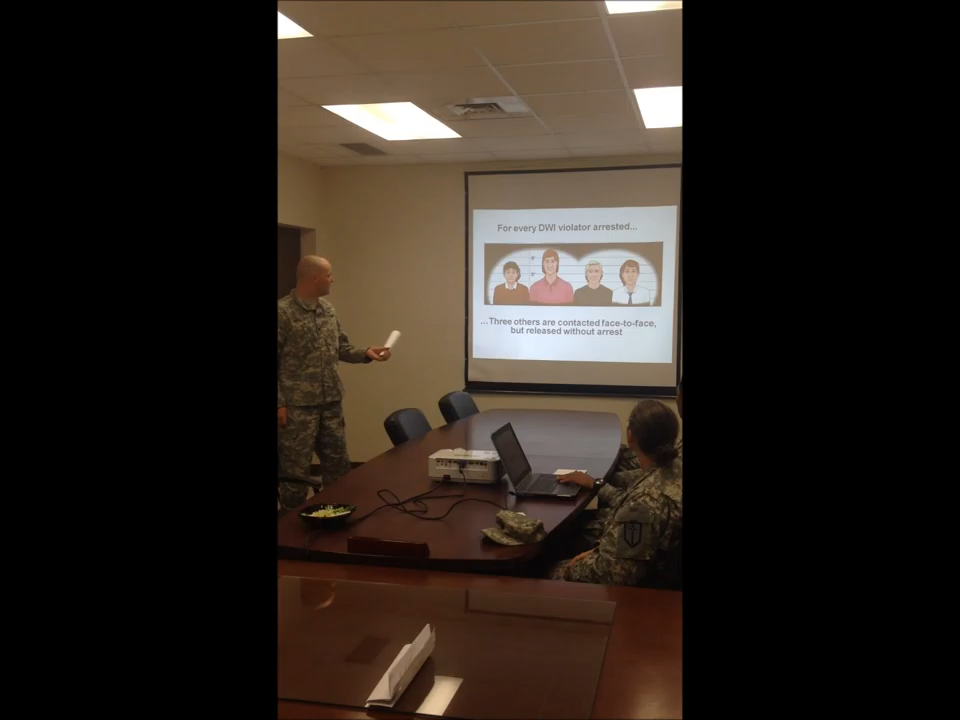 For every DWI violator arrested...
...Three others are contacted face-to-face,
but released without arrest